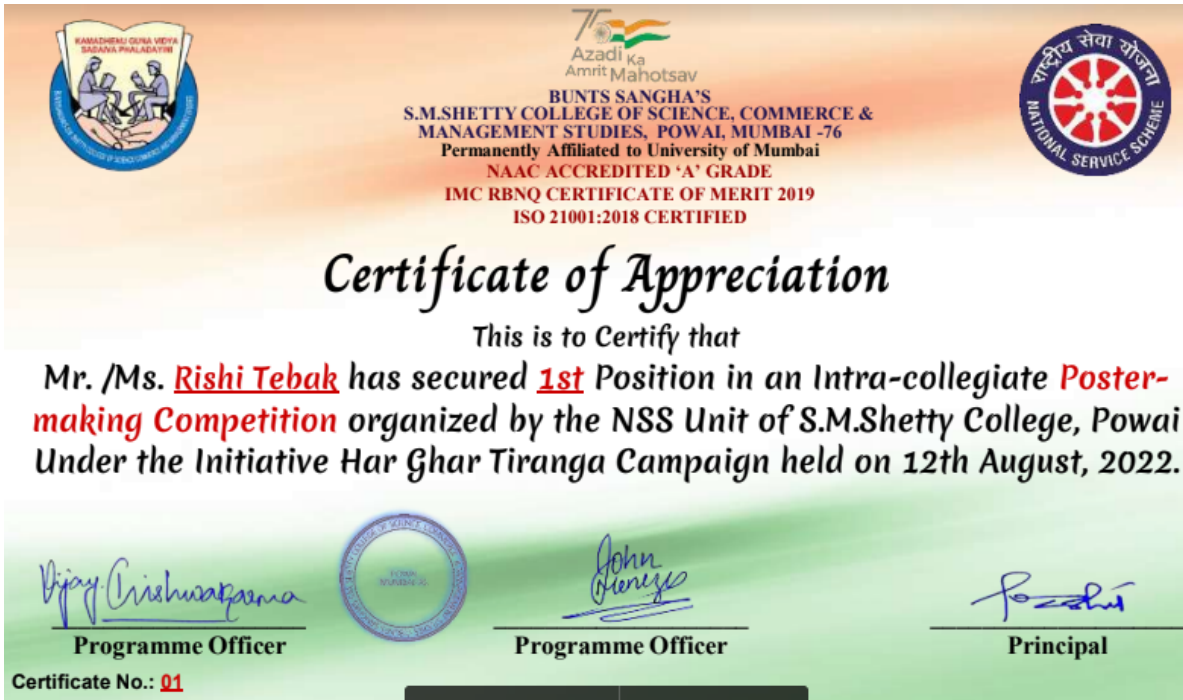 KAMADHENU GUNA VIDYA
SADAIVA PHALADAYINI
Azadi Ka
Amrit Mahotsav
BUNTS SANGHA'S
S.M.SHETTY COLLEGE OF SCIENCE, COMMERCE &
MANAGEMENT STUDIES, POWAI, MUMBAI -76
Permanently Affiliated to University of Mumbai
NAAC ACCREDITED ‘A’ GRADE
IMC RBNQ CERTIFICATE OF MERIT 2019
ISO 21001:2018 CERTIFIED
राष्ट्रीय सेवा योजना
NATIONAL SERVICE SCHEME
Certificate of Appreciation
This is to Certify that
Mr. /Ms. Rishi Tebak has secured 1st Position in an Intra-collegiate Poster-
making Competition organized by the NSS Unit of S.M.Shetty College, Powai
Under the Initiative Har Ghar Tiranga Campaign held on 12th August, 2022.
Vijay Vishwakarma
John
Programme Officer
Programme Officer
Principal
Certificate No.: 01